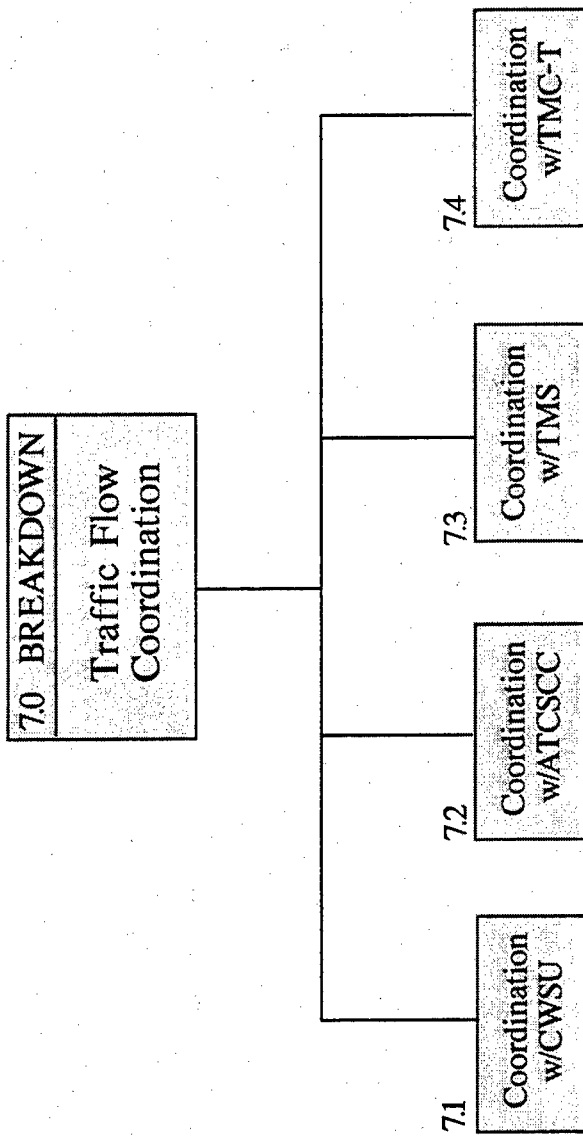 7.0 BREAKDOWN
Traffic Flow
Coordination
7.1
Coordination
w/CWSU
7.2
Coordination
w/ATCSCC
7.3
Coordination
w/TMS
7.4
Coordination
w/TMC-T